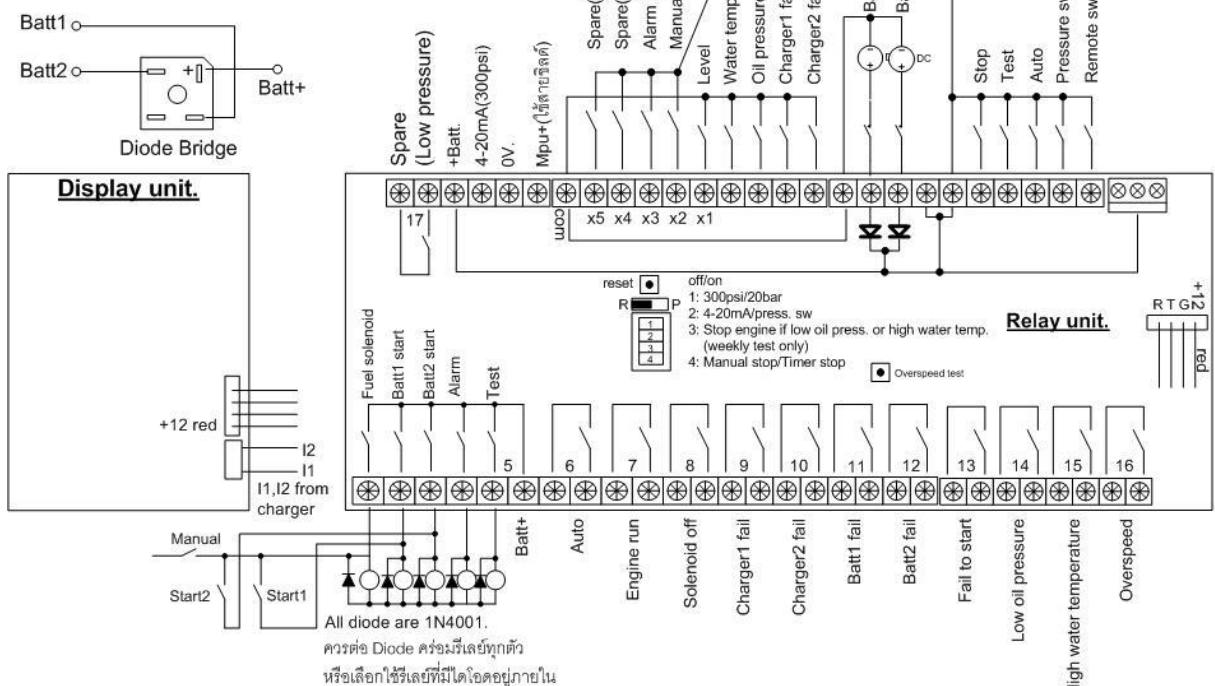 Batt1
Batt2
+
Batt+
Diode Bridge
Spare
(Low pressure)
+Batt.
4-20mA(300psi)
0V.
Mpu+(ใช้สายชีลด์)
Spare(
Spare(
Alarm
Manua
Level
Water temp
Oil pressure
Charger1 fa
Charger2 fa
DC
Stop
Test
Auto
Pressure sw
Remote sw
Display unit.
17
com
x5 x4 x3 x2 x1
reset
R P
1
2
3
4
off/on
1: 300psi/20bar
2: 4-20mA/press. sw
3: Stop engine if low oil press. or high water temp.
(weekly test only)
4: Manual stop/Timer stop
Overspeed test
Relay unit.
R T G +12
red
+12 red
I2
I1
I1,I2 from
charger
Fuel solenoid
Batt1 start
Batt2 start
Alarm
Test
5 6 7 8 9 10 11 12 13 14 15 16
Batt+
Auto
Engine run
Solenoid off
Charger1 fail
Charger2 fail
Batt1 fail
Batt2 fail
Fail to start
Low oil pressure
High water temperature
Overspeed
Manual
Start2
Start1
All diode are 1N4001.
ควรต่อ Diode คร่อมรีเลย์ทุกตัว
หรือเลือกใช้รีเลย์ที่มีไดโอดอยู่ภายใน